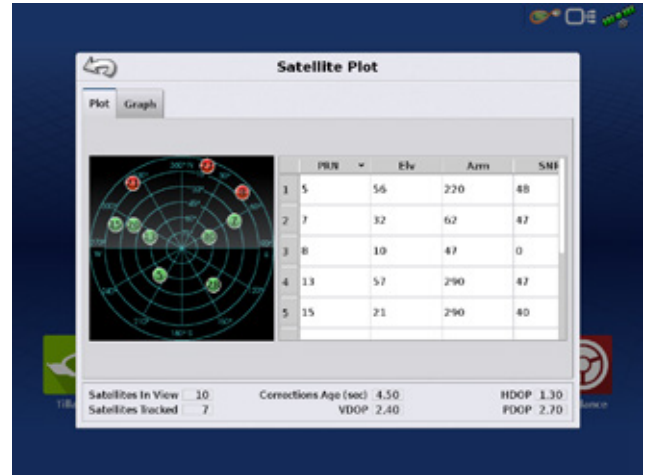 Satellite Plot
Plot Graph
PRN Elv Azm SNR
1 5 56 220 48
2 7 32 62 47
3 8 10 47 0
4 13 57 290 47
5 15 21 290 40
Satellites In View 10 Corrections Age (sec) 4.50 HDOP 1.30
Satellites Tracked 7 VDOP 2.40 PDOP 2.70